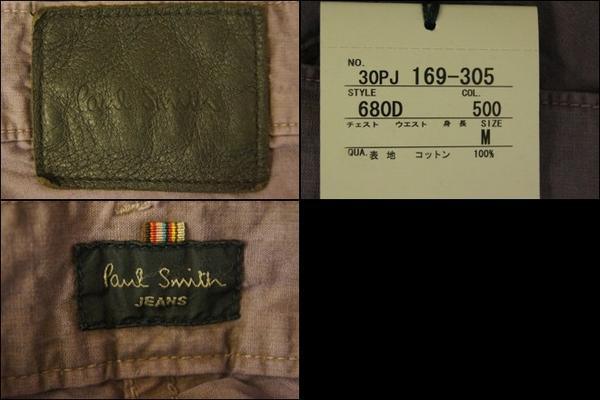 Paul Smith
NO. 30PJ 169-305
STYLE COL.
680D 500
チェスト ウエスト 身長 SIZE
M
QUA. 表地 コットン 100%
Paul Smith
JEANS